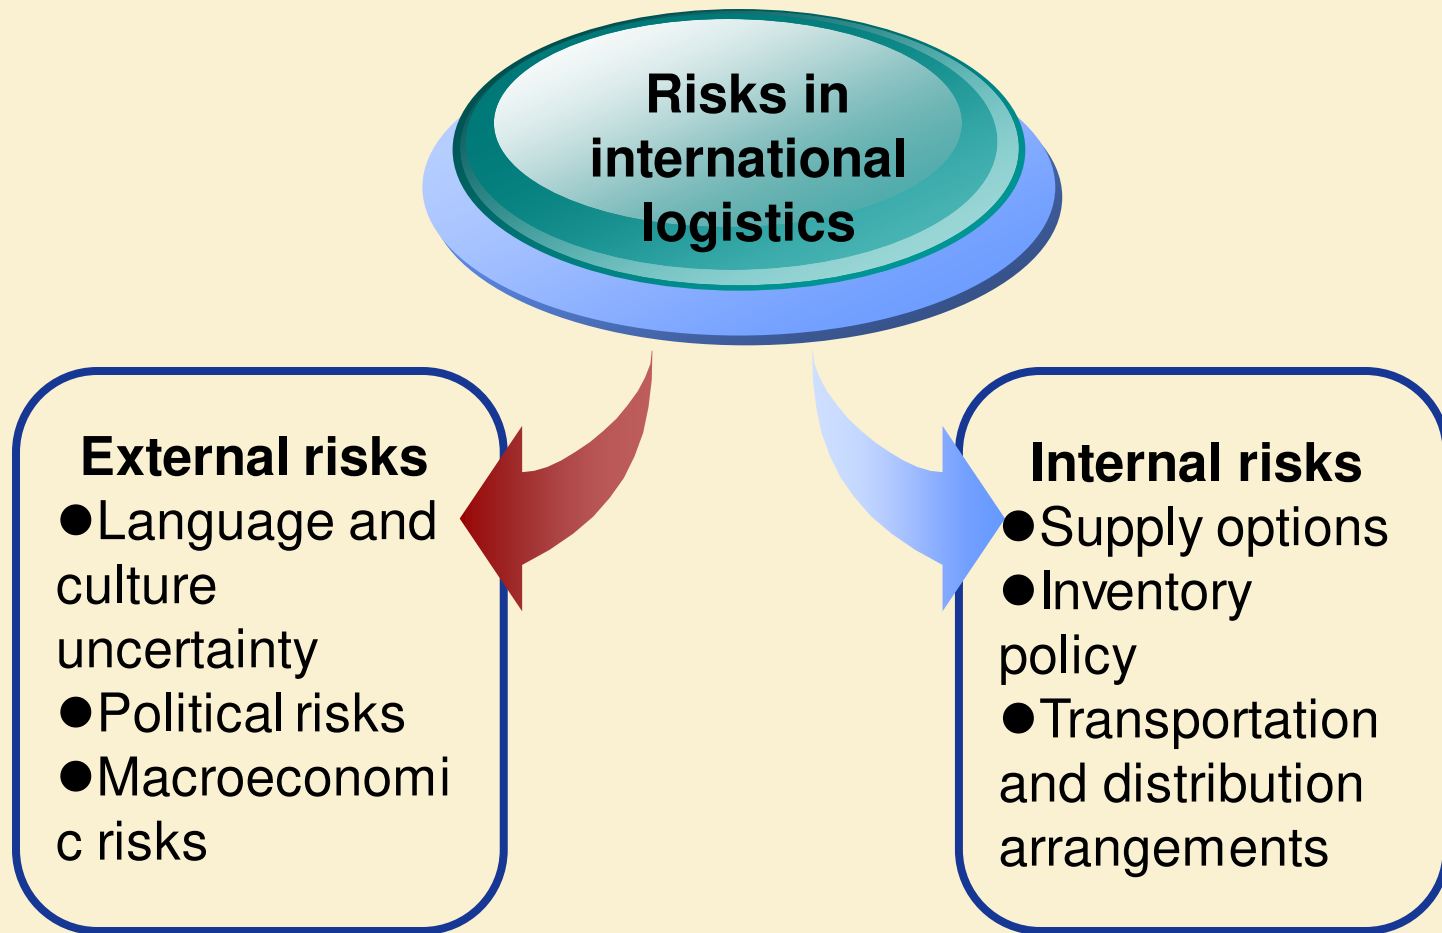 Risks in
international
logistics
External risks
●Language and
culture
uncertainty
●Political risks
●Macroeconomi
c risks
Internal risks
●Supply options
●Inventory
policy
●Transportation
and distribution
arrangements